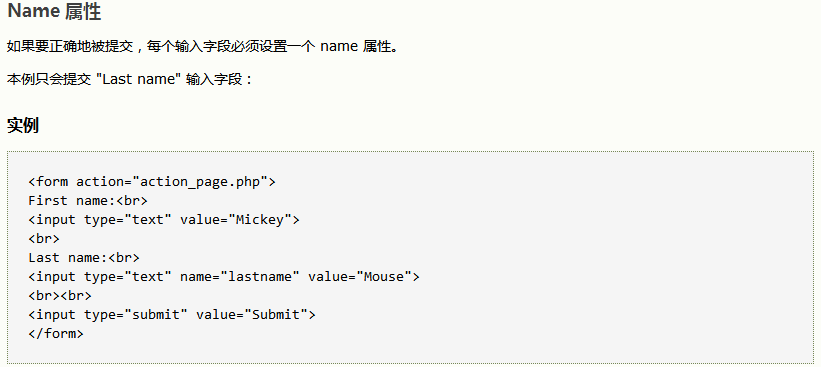 Name 属性
如果要正确地被提交，每个输入字段必须设置一个 name 属性。
本例只会提交 "Last name" 输入字段：
实例
<form action="action_page.php">
First name:<br>
<input type="text" value="Mickey">
<br>
Last name:<br>
<input type="text" name="lastname" value="Mouse">
<br><br>
<input type="submit" value="Submit">
</form>